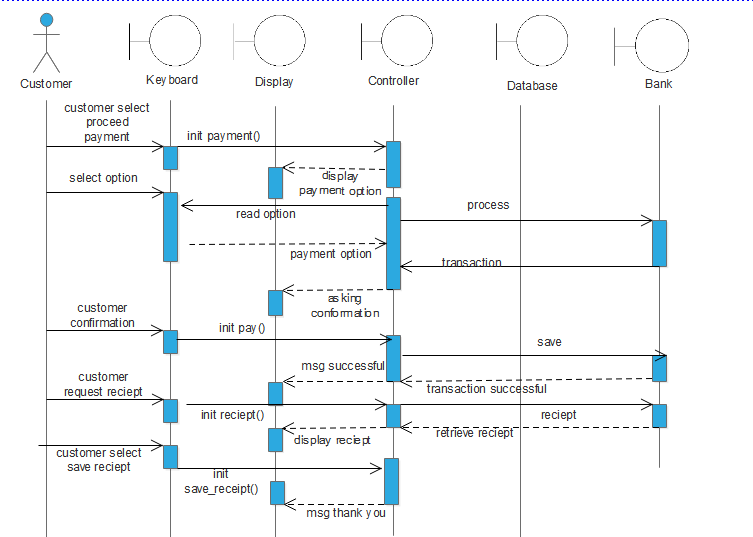 Customer
Keyboard
Display
Controller
Database
Bank
customer select
proceed
payment
init payment()
display
payment option
select option
read option
process
payment option
transaction
asking
conformation
customer
confirmation
init pay()
save
msg successful
transaction successful
customer
request reciept
init reciept()
reciept
display reciept
retrieve reciept
customer select
save reciept
init
save_receipt()
msg thank you